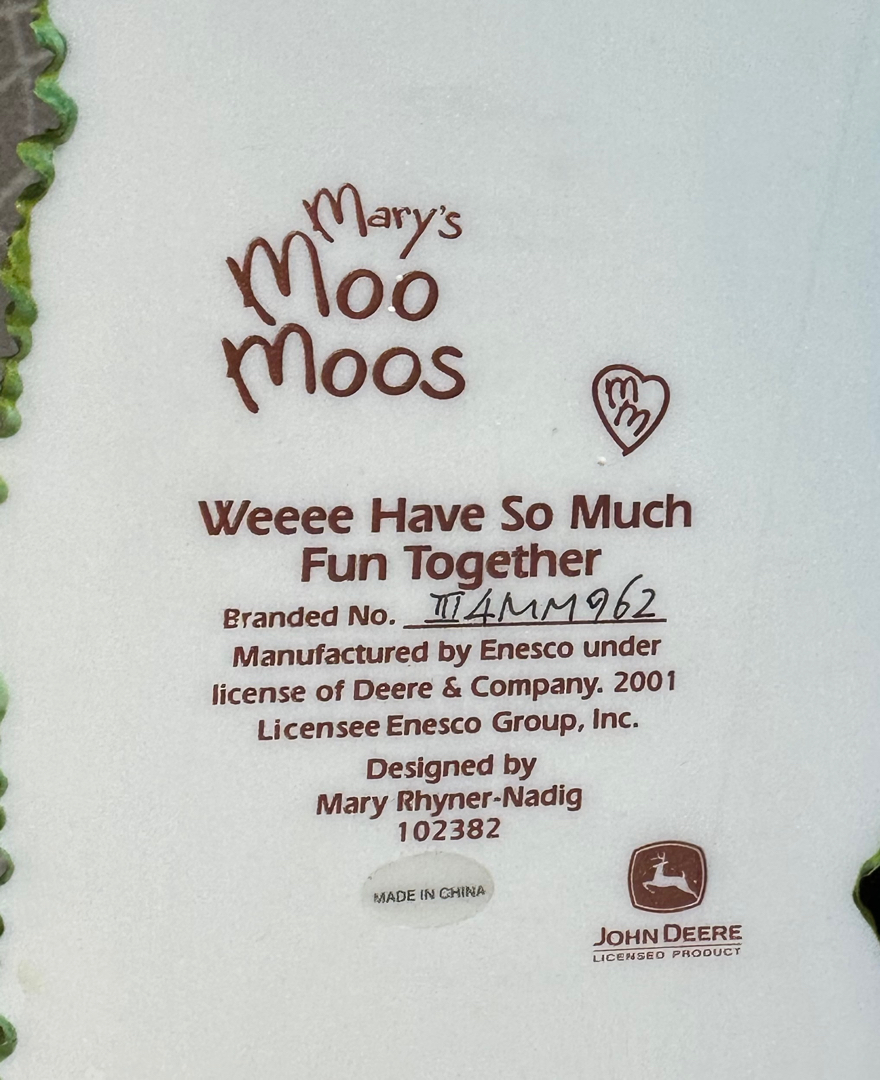 Mary's
Moo
Moos
MM
Weeee Have So Much
Fun Together
Branded No. III4MM962
Manufactured by Enesco under
license of Deere & Company. 2001
Licensee Enesco Group, Inc.
Designed by
Mary Rhyner-Nadig
102382
MADE IN CHINA
JOHN DEERE
LICENSED PRODUCT